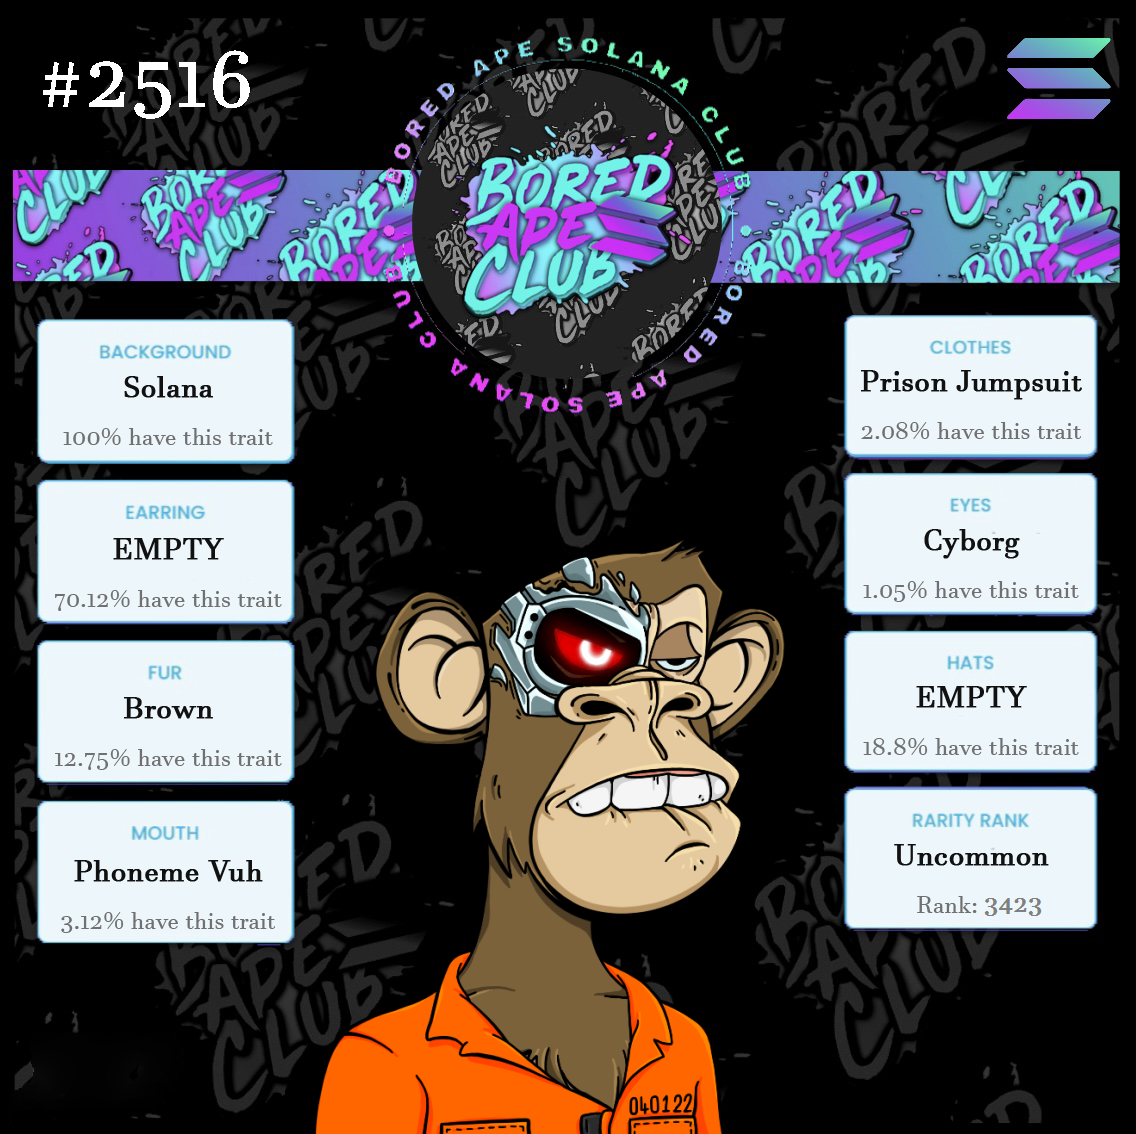 #2516
BORED APE SOLANA CLUB
BORED APE SOLANA CLUB
BORED
APE
CLUB
BACKGROUND
Solana
100% have this trait
EARRING
EMPTY
70.12% have this trait
FUR
Brown
12.75% have this trait
MOUTH
Phoneme Vuh
3.12% have this trait
CLOTHES
Prison Jumpsuit
2.08% have this trait
EYES
Cyborg
1.05% have this trait
HATS
EMPTY
18.8% have this trait
RARITY RANK
Uncommon
Rank: 3423
040122